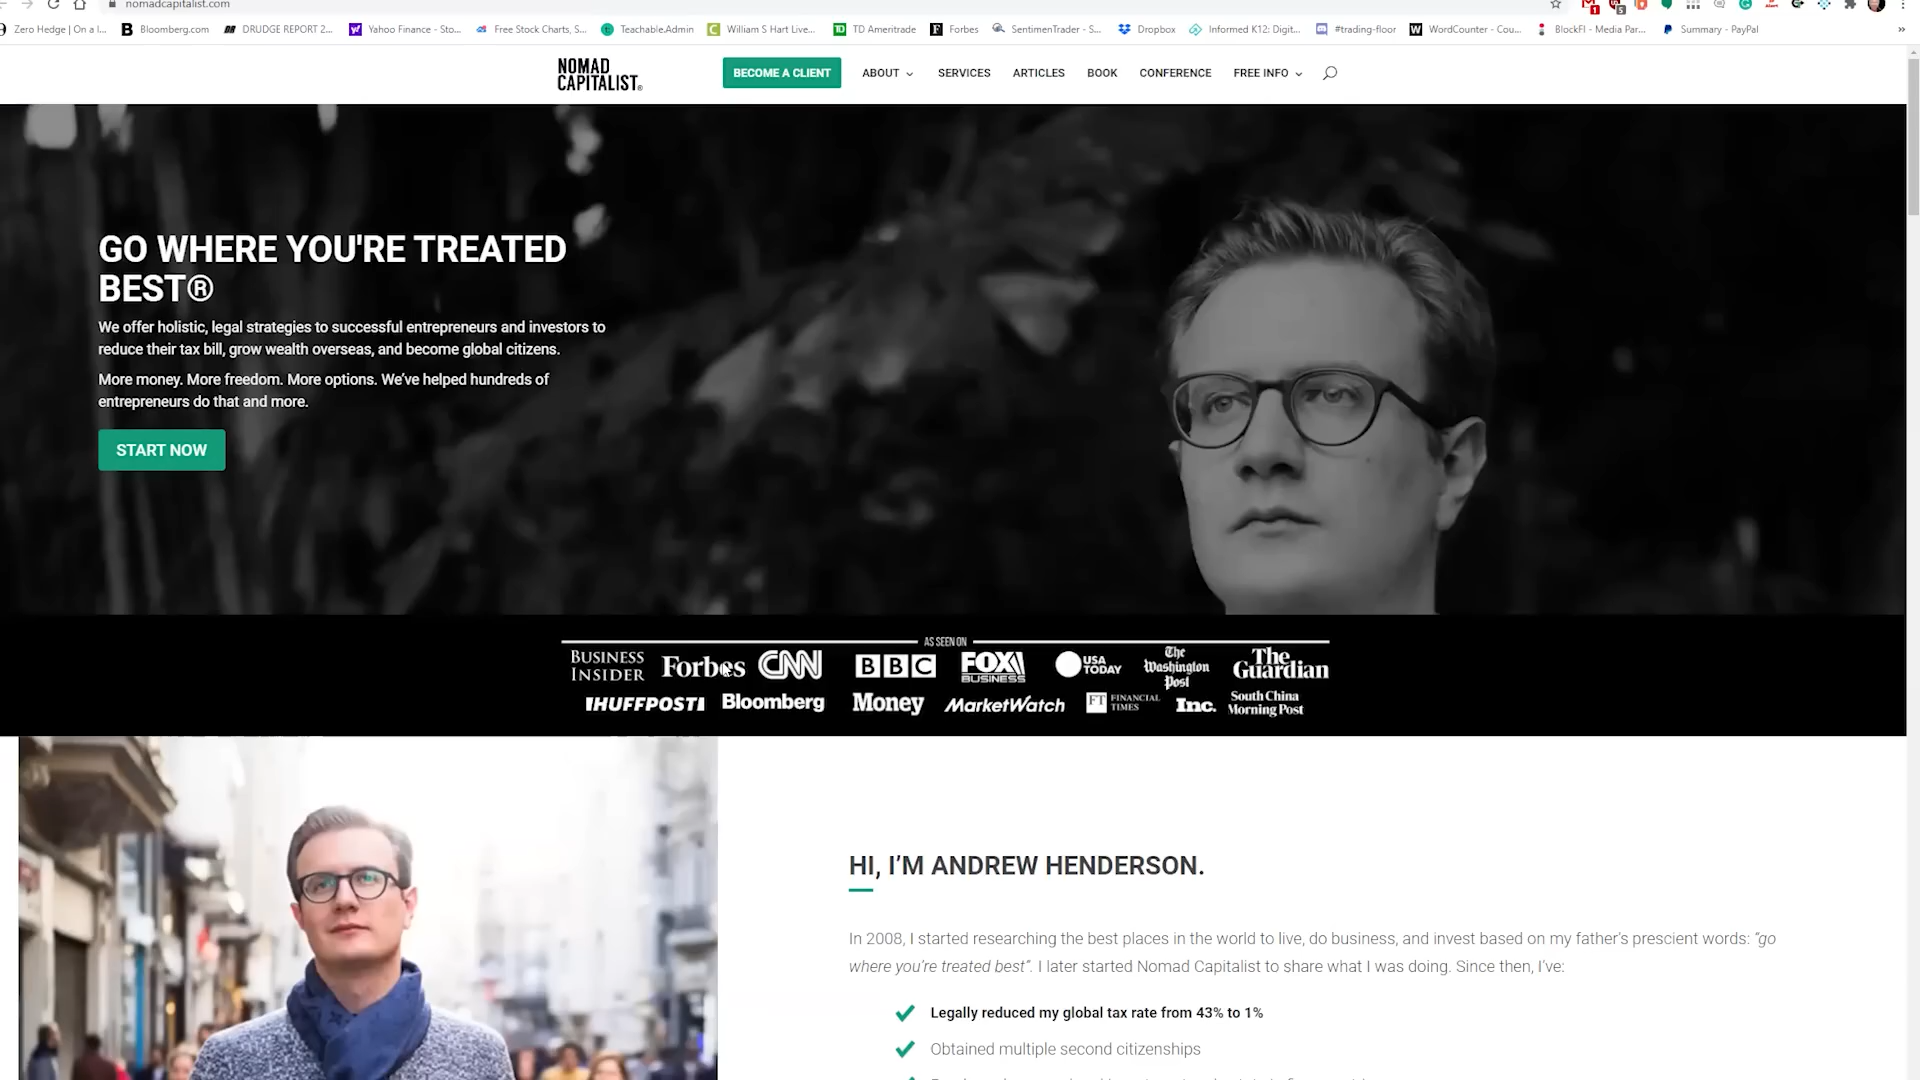 nomadcapitalist.com
Zero Hedge | On a l... Bloomberg.com DRUDGE REPORT 2... Yahoo Finance - Sto... Free Stock Charts, S... Teachable.Admin William S Hart Live... TD Ameritrade Forbes SentimenTrader - S... Dropbox Informed K12: Digit... #trading-floor WordCounter - Cou... BlockFI - Media Par... Summary - PayPal
NOMAD
CAPITALIST®
BECOME A CLIENT ABOUT SERVICES ARTICLES BOOK CONFERENCE FREE INFO
GO WHERE YOU'RE TREATED
BEST®
We offer holistic, legal strategies to successful entrepreneurs and investors to
reduce their tax bill, grow wealth overseas, and become global citizens.
More money. More freedom. More options. We've helped hundreds of
entrepreneurs do that and more.
START NOW
AS SEEN ON
BUSINESS
INSIDER
Forbes
CNN
BBC
FOX
BUSINESS
USA
TODAY
The
Washington
Post
The
Guardian
HUFFPOST
Bloomberg
Money
MarketWatch
FT FINANCIAL
TIMES
Inc.
South China
Morning Post
HI, I'M ANDREW HENDERSON.
In 2008, I started researching the best places in the world to live, do business, and invest based on my father's prescient words: "go
where you're treated best". I later started Nomad Capitalist to share what I was doing. Since then, I've:
Legally reduced my global tax rate from 43% to 1%
Obtained multiple second citizenships